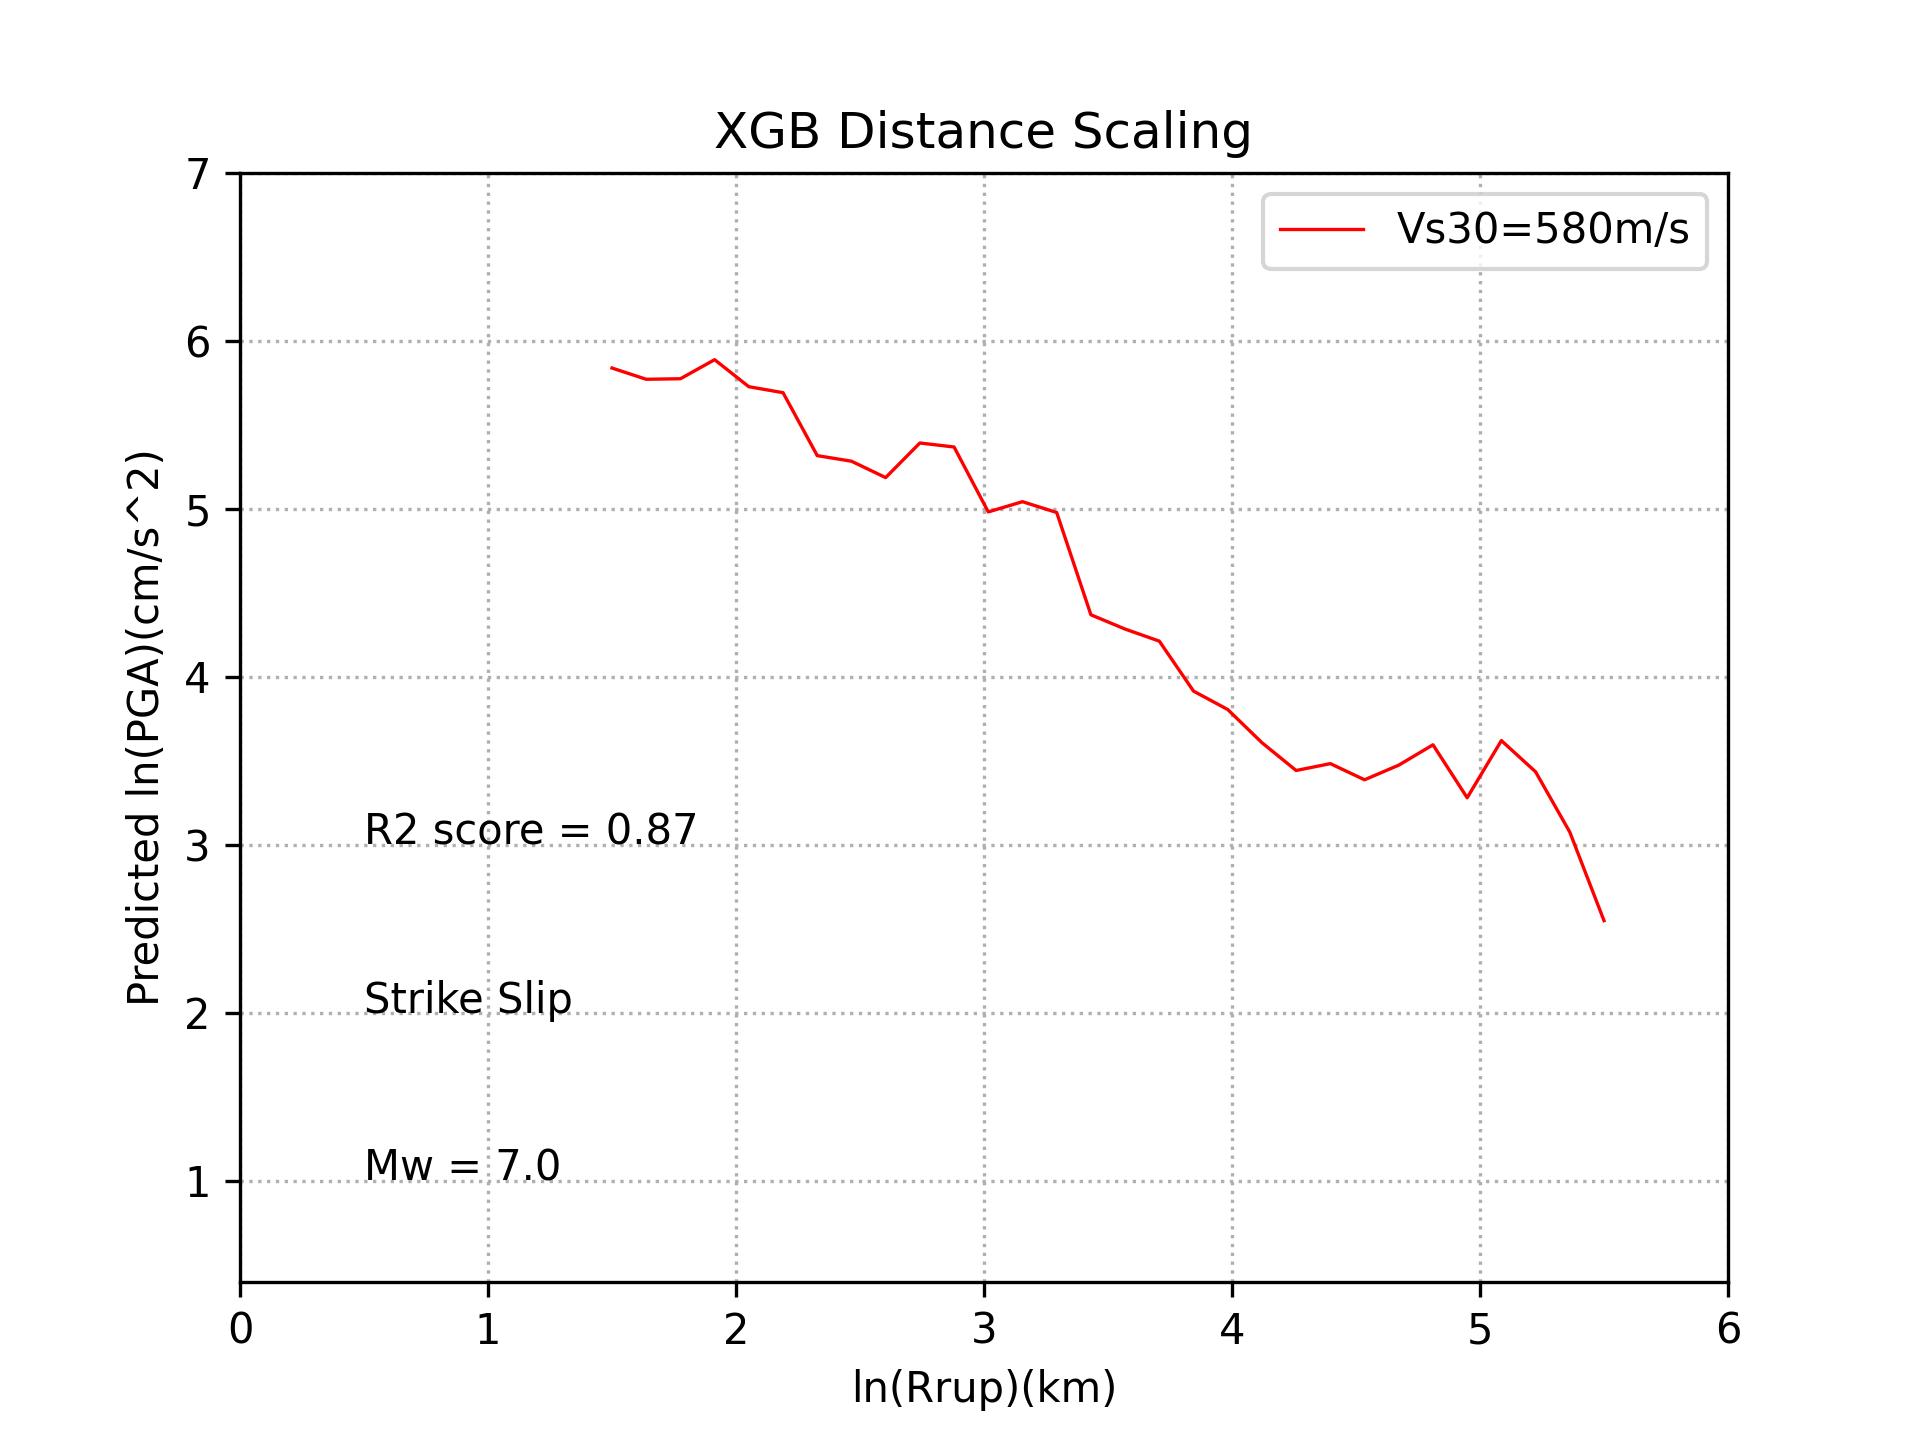 XGB Distance Scaling
Vs30=580m/s
Predicted ln(PGA)(cm/s^2)
7
6
5
4
3
2
1
R2 score = 0.87
Strike Slip
Mw = 7.0
0 1 2 3 4 5 6
ln(Rrup)(km)